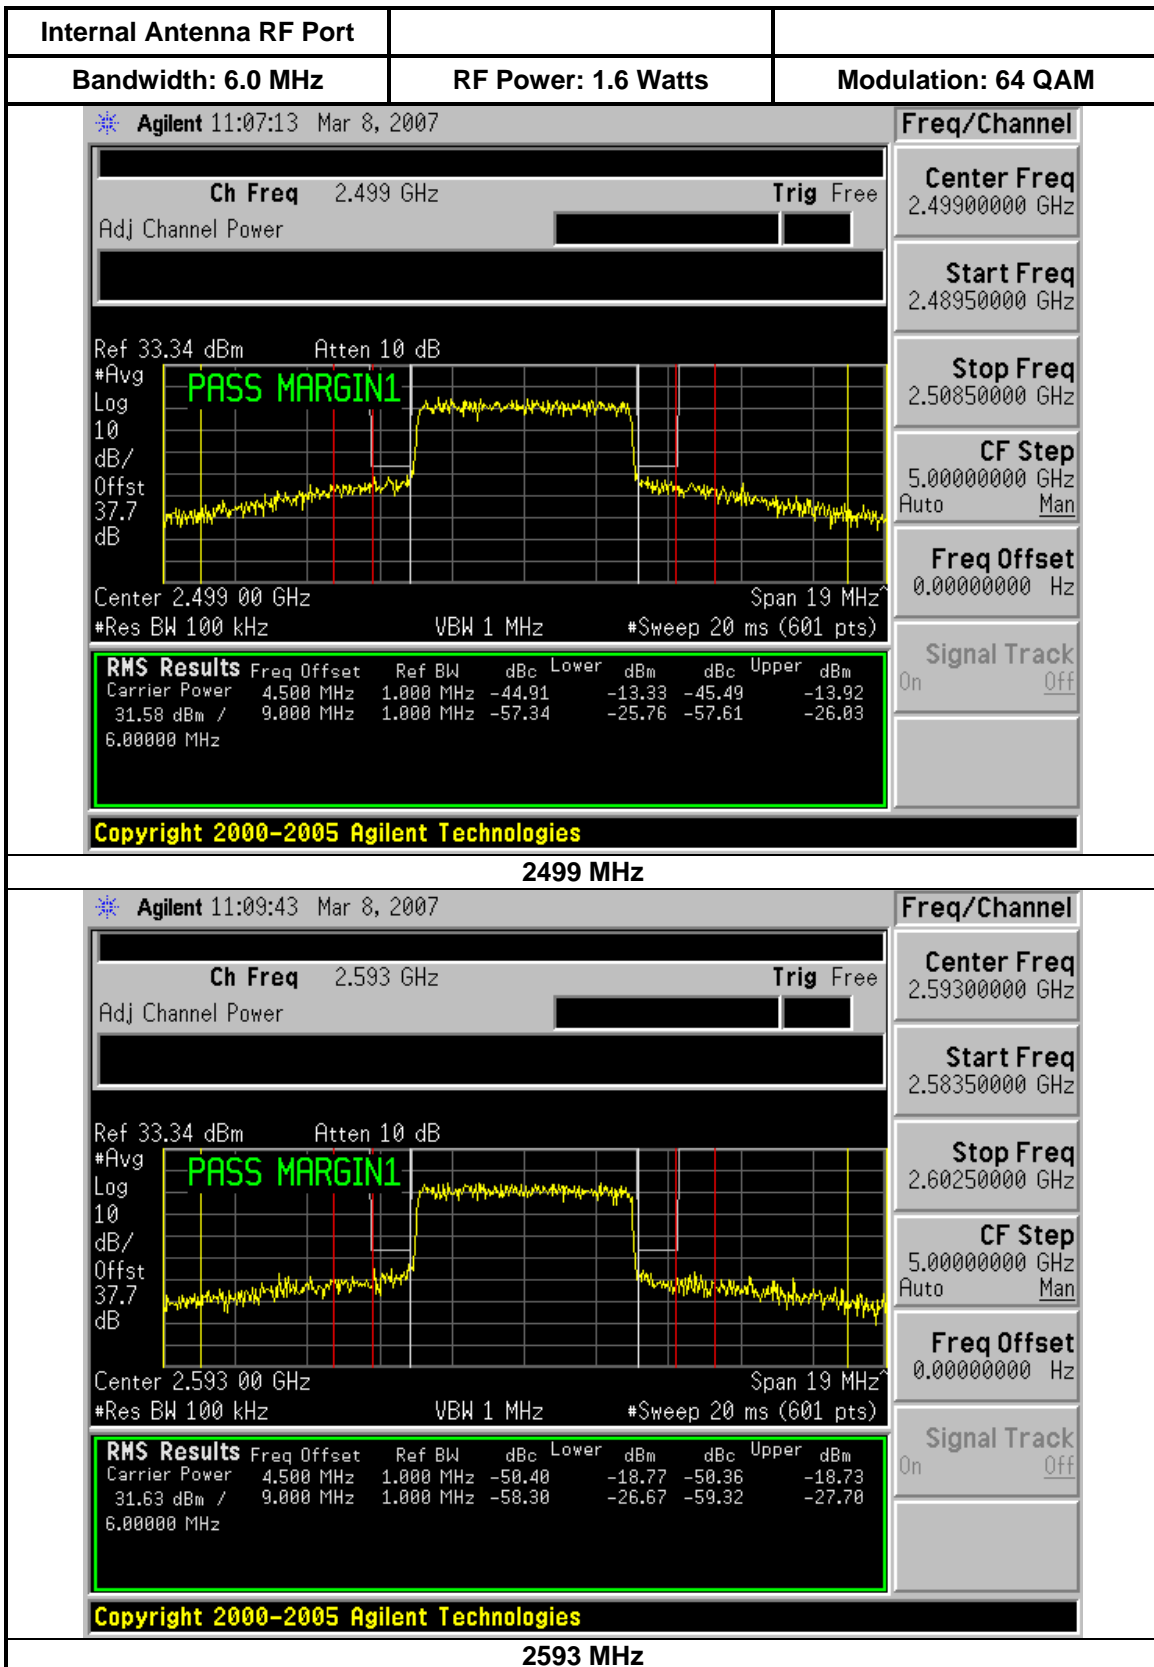 Internal Antenna RF Port
Bandwidth: 6.0 MHz RF Power: 1.6 Watts Modulation: 64 QAM
Agilent 11:07:13 Mar 8, 2007 Freq/Channel
Ch Freq 2.499 GHz Trig Free
Adj Channel Power
Center Freq
2.49900000 GHz
Start Freq
2.48950000 GHz
Stop Freq
2.50850000 GHz
CF Step
5.00000000 GHz
Auto Man
Freq Offset
0.00000000 Hz
Signal Track
On Off
Ref 33.34 dBm Atten 10 dB
#Avg
Log
10
dB/
Offst
37.7
dB
PASS MARGIN1
Center 2.499 00 GHz Span 19 MHz^
#Res BW 100 kHz VBW 1 MHz #Sweep 20 ms (601 pts)
RMS Results Freq Offset Ref BW dBc Lower dBm dBc Upper dBm
Carrier Power 4.500 MHz 1.000 MHz -44.91 -13.33 -45.49 -13.92
31.58 dBm / 9.000 MHz 1.000 MHz -57.34 -25.76 -57.61 -26.03
6.00000 MHz
Copyright 2000-2005 Agilent Technologies
2499 MHz
Agilent 11:09:43 Mar 8, 2007 Freq/Channel
Ch Freq 2.593 GHz Trig Free
Adj Channel Power
Center Freq
2.59300000 GHz
Start Freq
2.58350000 GHz
Stop Freq
2.60250000 GHz
CF Step
5.00000000 GHz
Auto Man
Freq Offset
0.00000000 Hz
Signal Track
On Off
Ref 33.34 dBm Atten 10 dB
#Avg
Log
10
dB/
Offst
37.7
dB
PASS MARGIN1
Center 2.593 00 GHz Span 19 MHz^
#Res BW 100 kHz VBW 1 MHz #Sweep 20 ms (601 pts)
RMS Results Freq Offset Ref BW dBc Lower dBm dBc Upper dBm
Carrier Power 4.500 MHz 1.000 MHz -50.40 -18.77 -50.36 -18.73
31.63 dBm / 9.000 MHz 1.000 MHz -58.30 -26.67 -59.32 -27.70
6.00000 MHz
Copyright 2000-2005 Agilent Technologies
2593 MHz